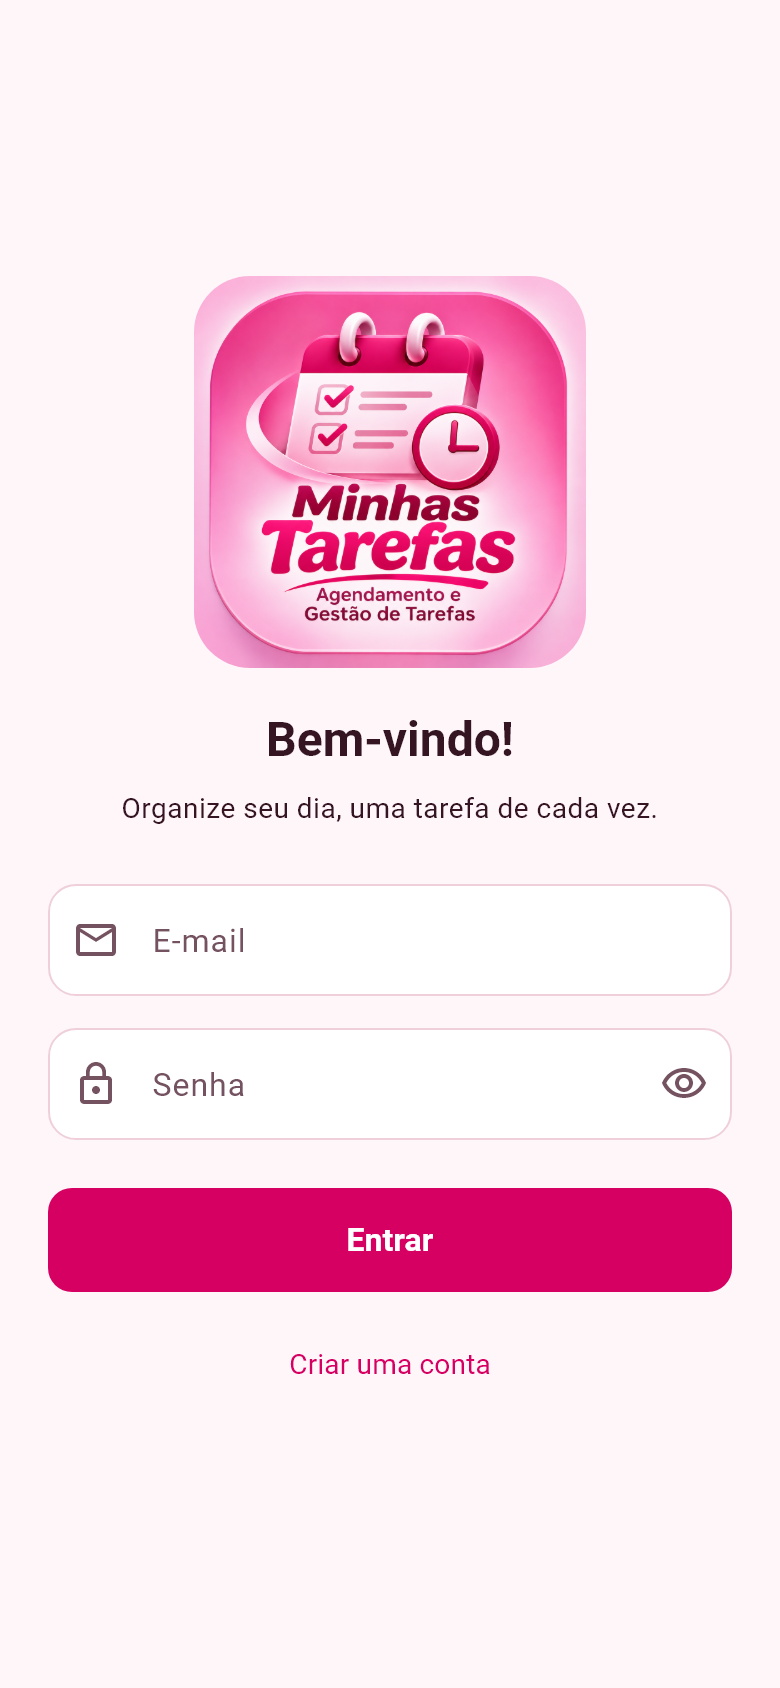 Minhas
Tarefas
Agendamento e
Gestão de Tarefas
Bem-vindo!
Organize seu dia, uma tarefa de cada vez.
E-mail
Senha
Entrar
Criar uma conta